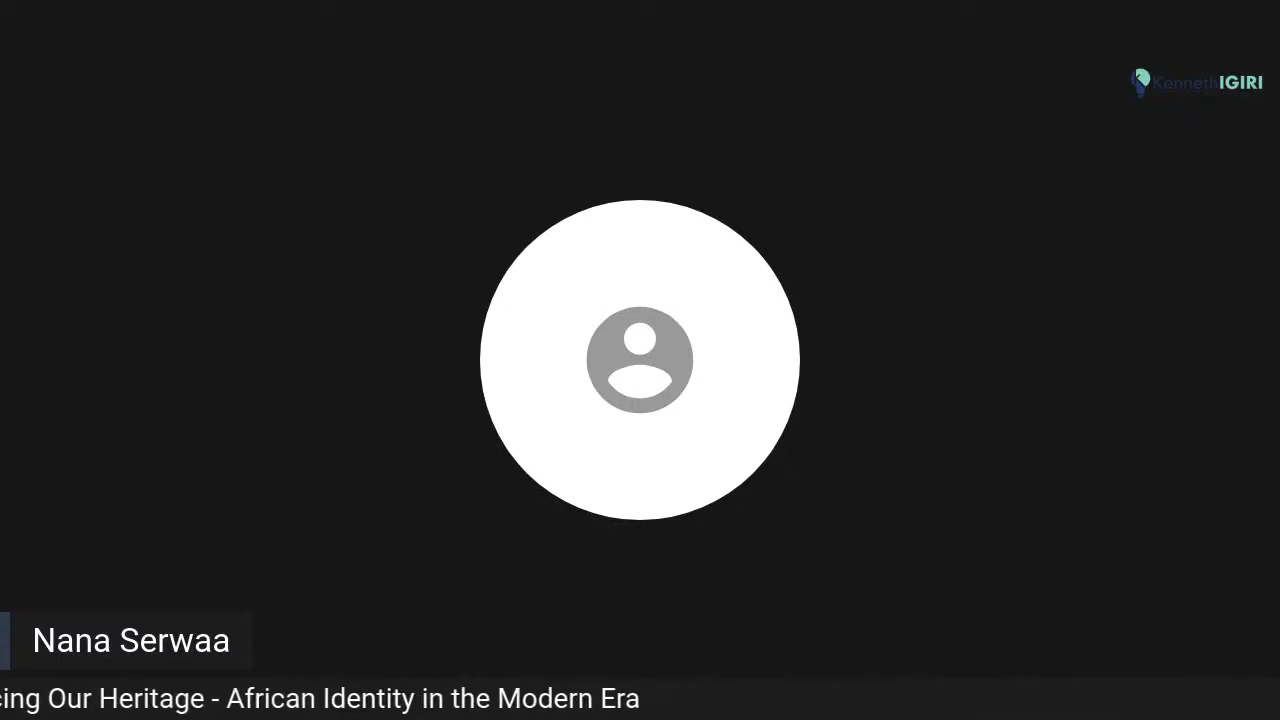 KennethIGIRI
Nana Serwaa
cing Our Heritage - African Identity in the Modern Era